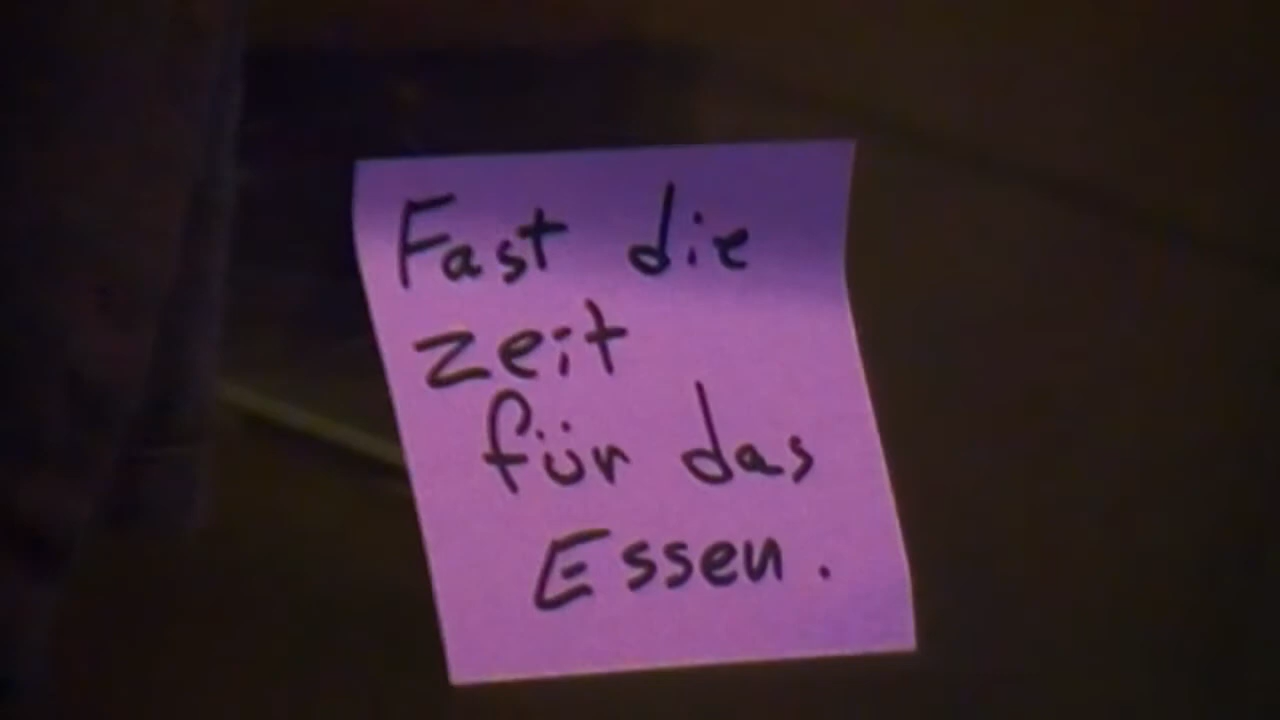 Fast die
zeit
für das
Essen.